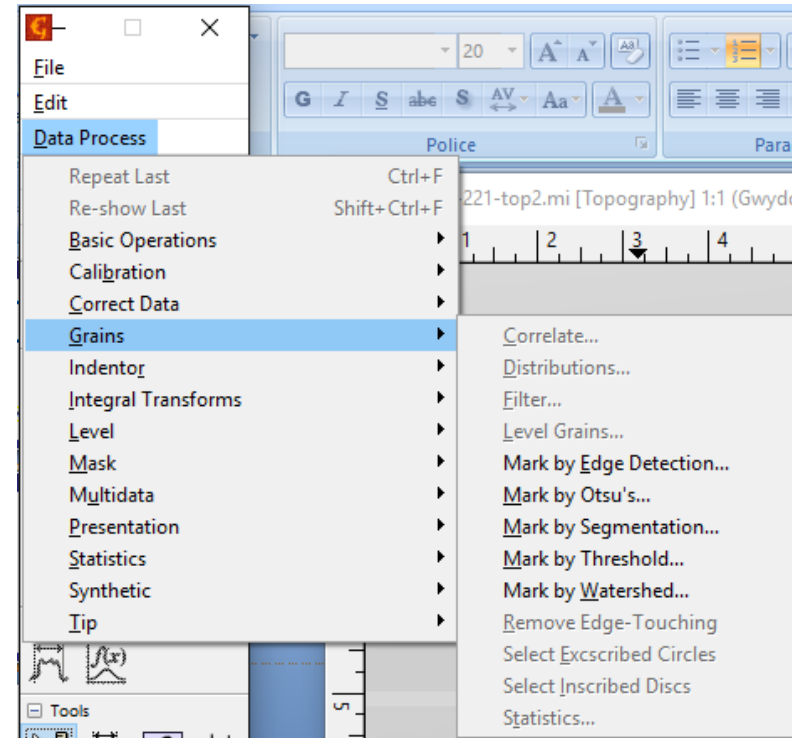 File
Edit
Data Process
20
A A Aa
G I S abe S AV Aa A
Police
Para
Repeat Last Ctrl+F
Re-show Last Shift+Ctrl+F
Basic Operations
Calibration
Correct Data
Grains
Indentor
Integral Transforms
Level
Mask
Multidata
Presentation
Statistics
Synthetic
Tip
221-top2.mi [Topography] 1:1 (Gwyd
1 2 3 4
Correlate...
Distributions...
Filter...
Level Grains...
Mark by Edge Detection...
Mark by Otsu's...
Mark by Segmentation...
Mark by Threshold...
Mark by Watershed...
Remove Edge-Touching
Select Excscribed Circles
Select Inscribed Discs
Statistics...
f(x)
Tools
5